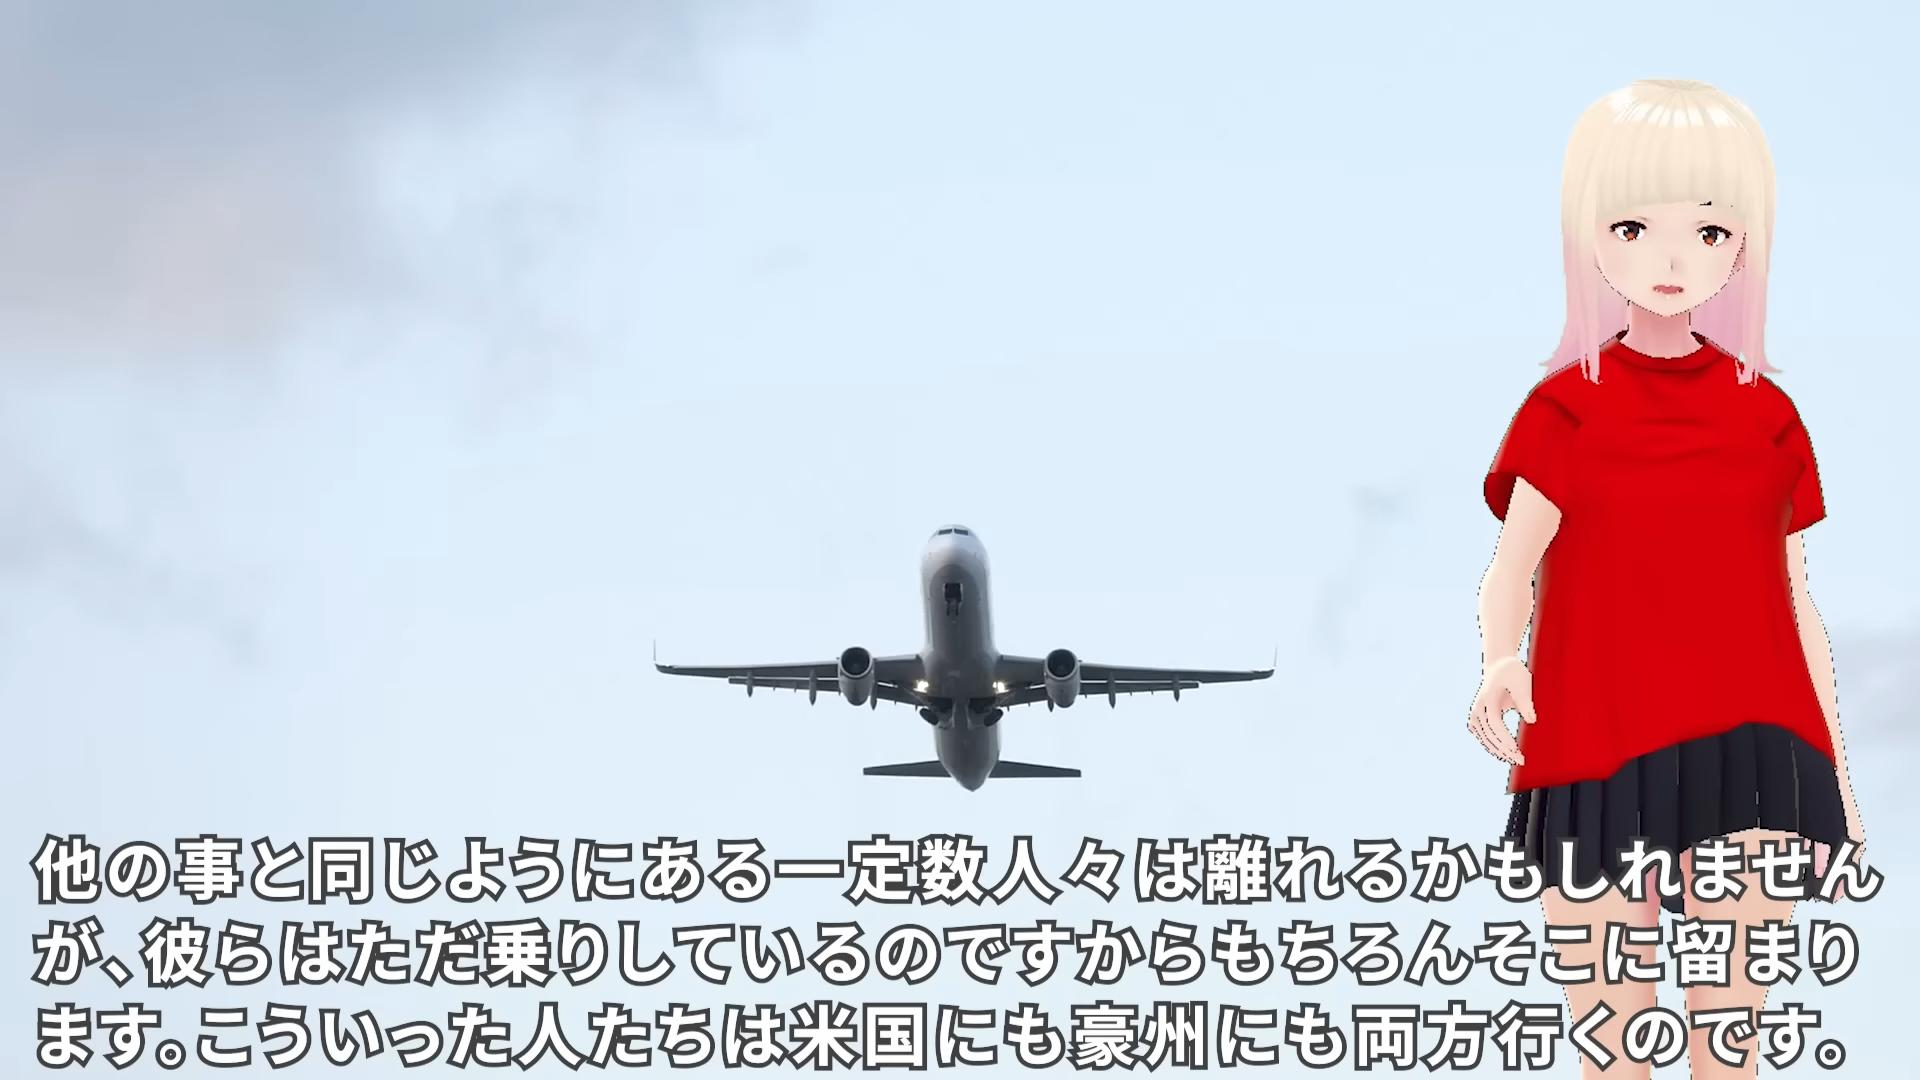 他の事と同じようにある一定数人々は離れるかもしれません
が、彼らはただ乗りしているのですからもちろんそこに留まり
ます。こういった人たちは米国にも豪州にも両方行くのです。